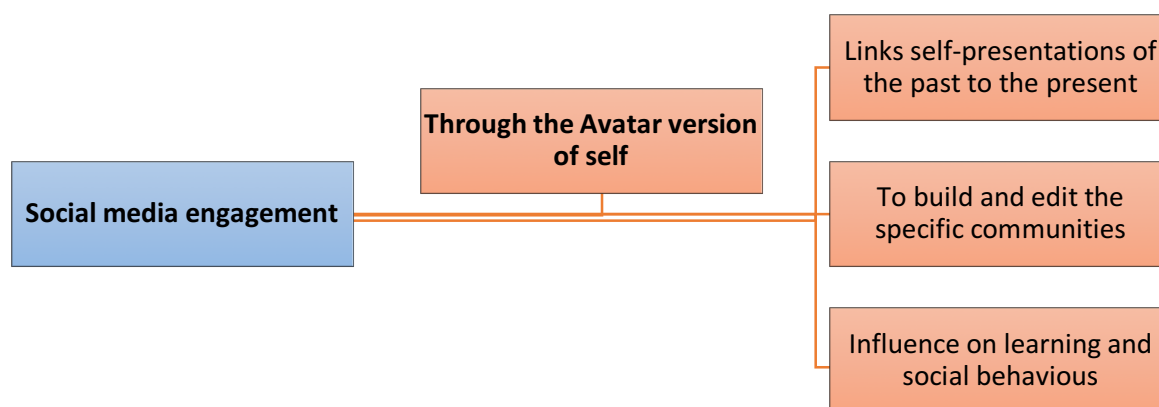 Links self-presentations of
the past to the present
Through the Avatar version
of self
Social media engagement
To build and edit the
specific communities
Influence on learning and
social behavious